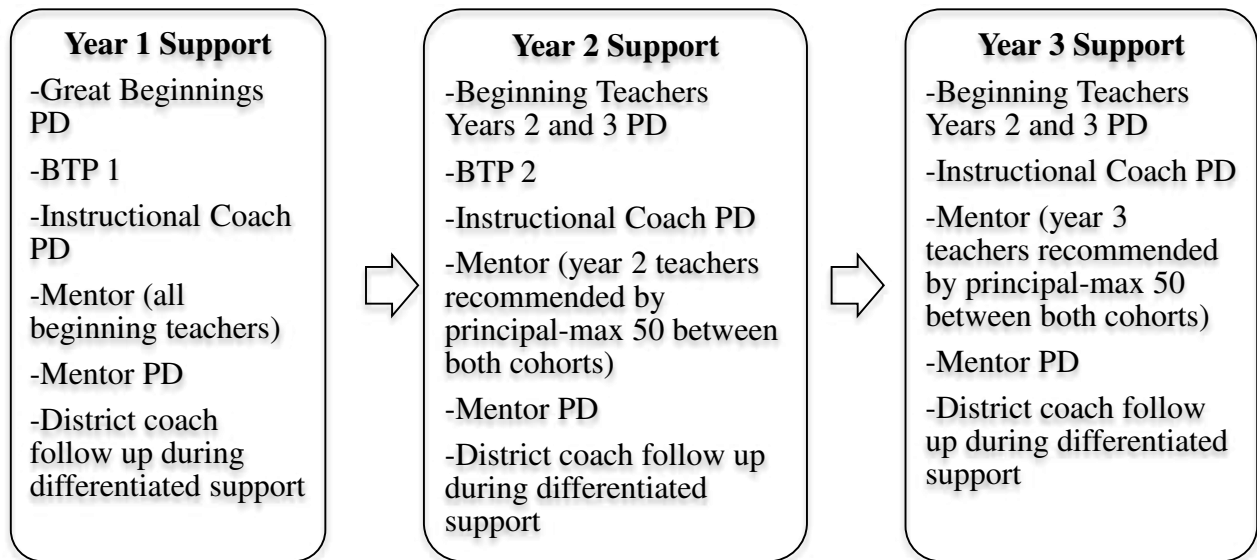 Year 1 Support
-Great Beginnings
PD
-BTP 1
-Instructional Coach
PD
-Mentor (all
beginning teachers)
-Mentor PD
-District coach
follow up during
differentiated support
Year 2 Support
-Beginning Teachers
Years 2 and 3 PD
-BTP 2
-Instructional Coach PD
-Mentor (year 2 teachers
recommended by
principal-max 50 between
both cohorts)
-Mentor PD
-District coach follow up
during differentiated
support
Year 3 Support
-Beginning Teachers
Years 2 and 3 PD
-Instructional Coach PD
-Mentor (year 3
teachers recommended
by principal-max 50
between both cohorts)
-Mentor PD
-District coach follow
up during differentiated
support